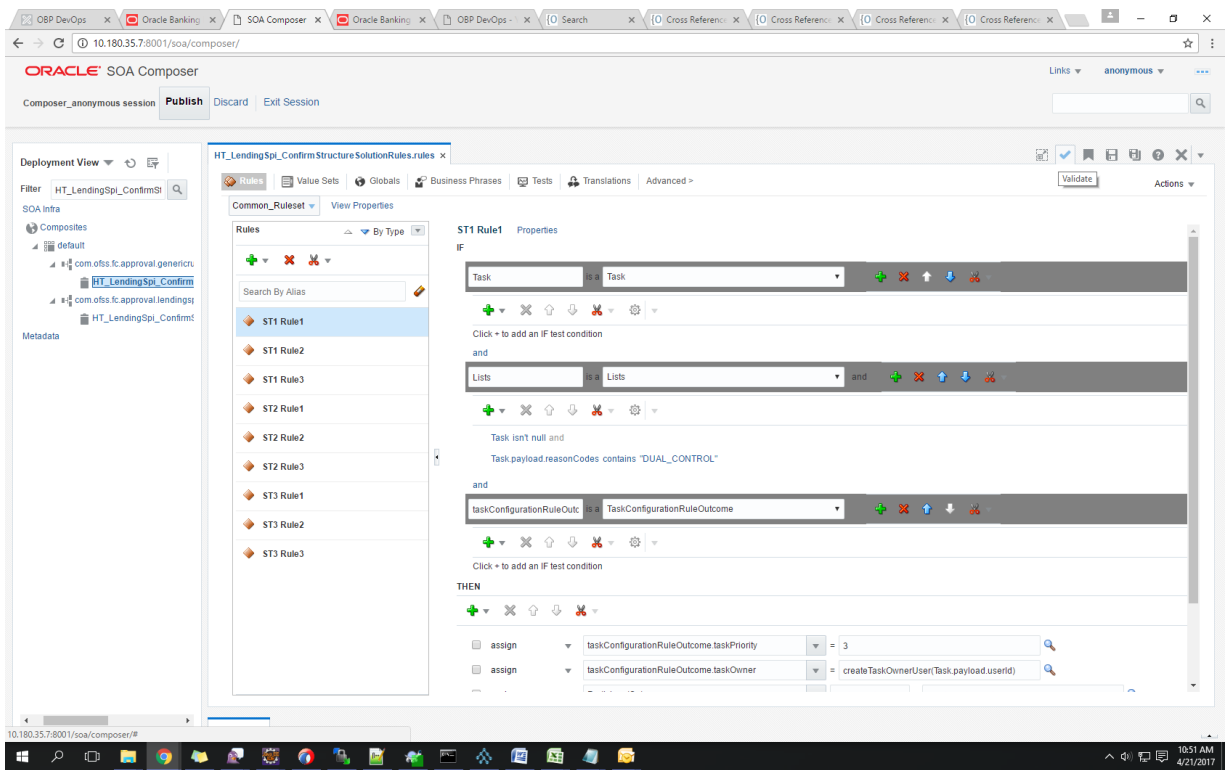 OBP DevOps × Oracle Banking × SOA Composer × Oracle Banking × OBP DevOps - × {O Search × {O Cross Reference × {O Cross Reference × {O Cross Reference × {O Cross Reference ×
10.180.35.7:8001/soa/composer/
ORACLE SOA Composer
Links anonymous
Composer_anonymous session Publish Discard Exit Session
Deployment View
HT_LendingSpi_ConfirmStructureSolutionRules.rules ×
Validate
Filter HT_LendingSpi_ConfirmSt
Rules Value Sets Globals Business Phrases Tests Translations Advanced >
Actions
SOA Infra
Composites
default
com.ofss.fc.approval.genericru
HT_LendingSpi_Confirm
com.ofss.fc.approval.lendingsp
HT_LendingSpi_ConfirmS
Metadata
Common_Ruleset View Properties
Rules By Type
Search By Alias
ST1 Rule1
ST1 Rule2
ST1 Rule3
ST2 Rule1
ST2 Rule2
ST2 Rule3
ST3 Rule1
ST3 Rule2
ST3 Rule3
ST1 Rule1 Properties
IF
Task is a Task
Click + to add an IF test condition
and
Lists is a Lists and
Task isn't null and
Task.payload.reasonCodes contains "DUAL_CONTROL"
and
taskConfigurationRuleOutc is a TaskConfigurationRuleOutcome
Click + to add an IF test condition
THEN
assign taskConfigurationRuleOutcome.taskPriority = 3
assign taskConfigurationRuleOutcome.taskOwner = createTaskOwnerUser(Task.payload.userId)
10.180.35.7:8001/soa/composer/#
10:51 AM
4/21/2017